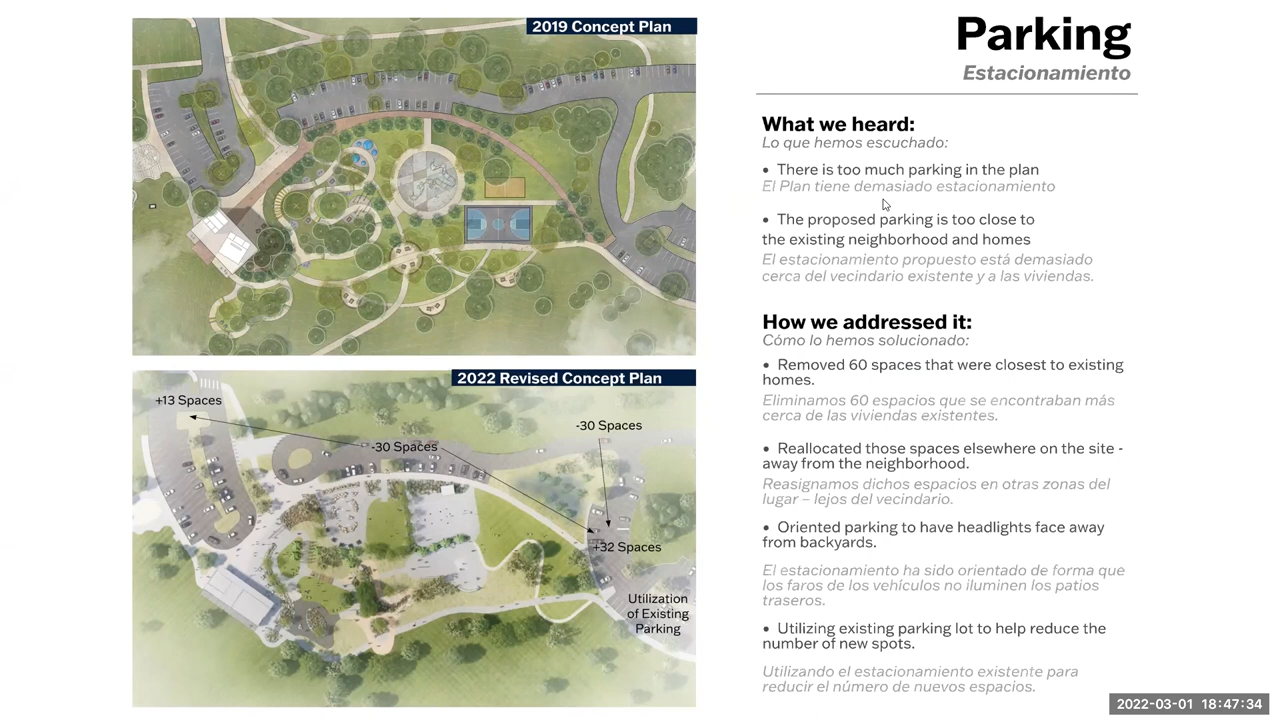 2019 Concept Plan
2022 Revised Concept Plan
+13 Spaces
-30 Spaces
-30 Spaces
+32 Spaces
Utilization
of Existing
Parking
Parking
Estacionamiento
What we heard:
Lo que hemos escuchado:
• There is too much parking in the plan
El Plan tiene demasiado estacionamiento
• The proposed parking is too close to
the existing neighborhood and homes
El estacionamiento propuesto está demasiado
cerca del vecindario existente y a las viviendas.
How we addressed it:
Cómo lo hemos solucionado:
• Removed 60 spaces that were closest to existing
homes.
Eliminamos 60 espacios que se encontraban más
cerca de las viviendas existentes.
• Reallocated those spaces elsewhere on the site -
away from the neighborhood.
Reasignamos dichos espacios en otras zonas del
lugar – lejos del vecindario.
• Oriented parking to have headlights face away
from backyards.
El estacionamiento ha sido orientado de forma que
los faros de los vehículos no iluminen los patios
traseros.
• Utilizing existing parking lot to help reduce the
number of new spots.
Utilizando el estacionamiento existente para
reducir el número de nuevos espacios.
2022-03-01 18:47:34